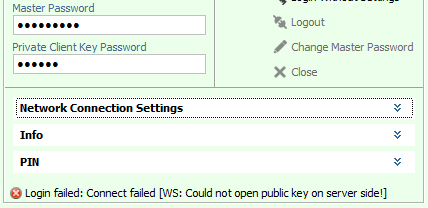 Master Password
•••••••••
Logout
Private Client Key Password
••••••
Change Master Password
Close
Network Connection Settings
Info
PIN
Login failed: Connect failed [WS: Could not open public key on server side!]